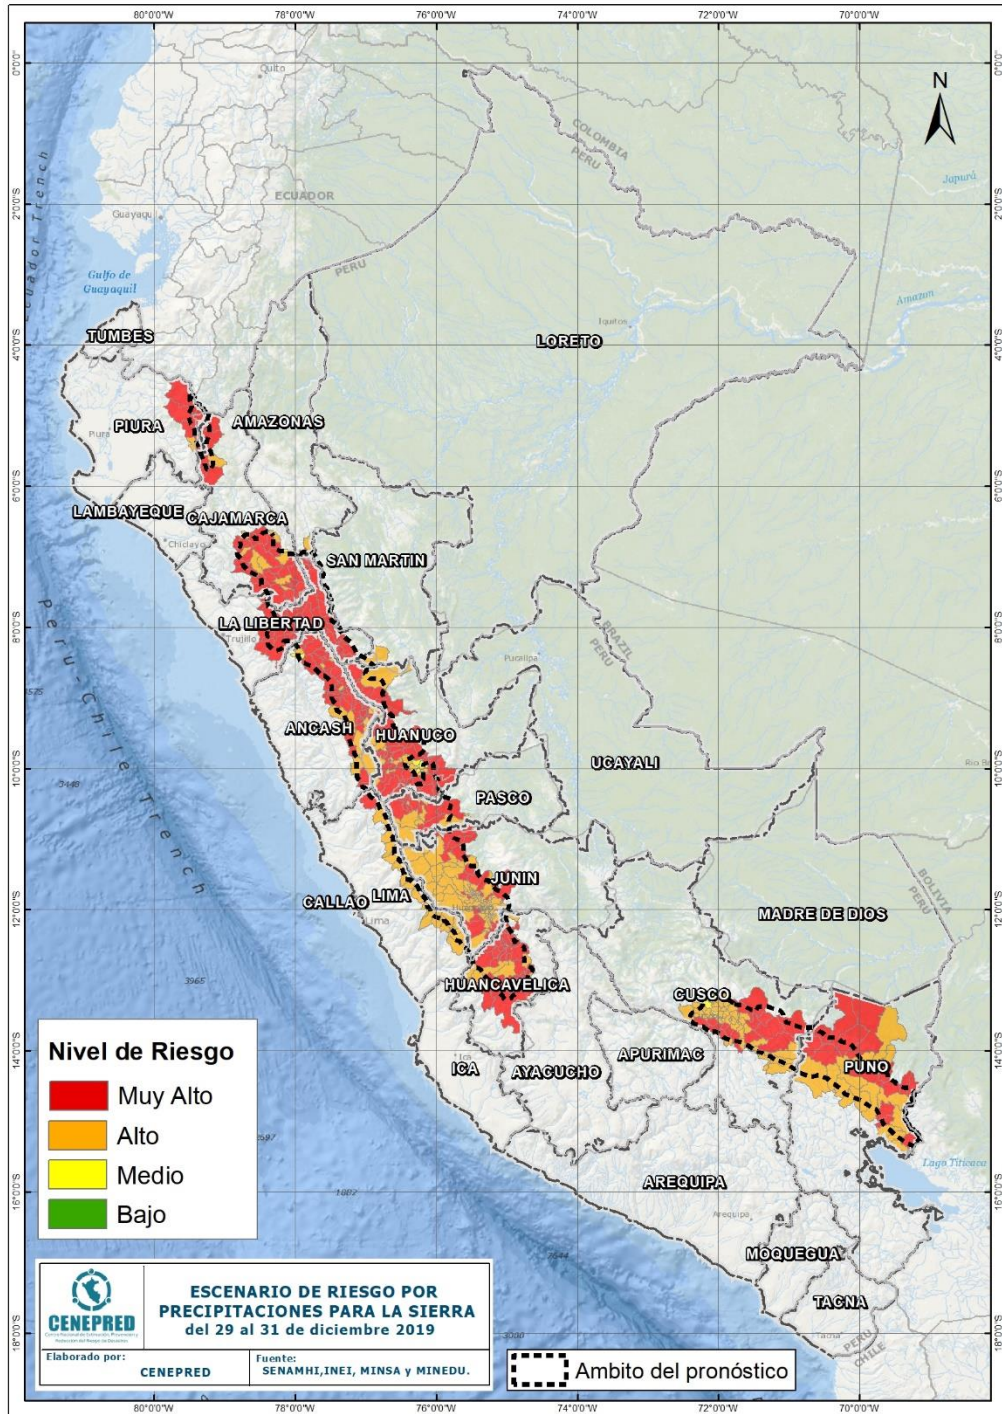 80°0'0"W 78°0'0"W 76°0'0"W 74°0'0"W 72°0'0"W 70°0'0"W
N
0°0'0"
Quito
COLOMBIA
PERU
Japurá
ECUADOR
2°0'0"S
Guayaqui
Gulfo de
Guayaquil
PERU
Amazon
Iquitos
TUMBES
LORETO
4°0'0"S
PIURA
Piura
AMAZONAS
6°0'0"S
LAMBAYEQUE
CAJAMARCA
Chiclayo
SAN MARTIN
LA LIBERTAD
Trujillo
8°0'0"S
BRAZIL
PERU
Pucallpa
Peru-Chile Trench
ANCASH
HUANUCO
UCAYALI
10°0'0"S
3448
PASCO
JUNIN
LIMA
CALLAO
Lima
12°0'0"S
MADRE DE DIOS
BOLIVIA
PERU
3965
HUANCAVELICA
CUSCO
Ica
ICA
AYACUCHO
APURIMAC
PUNO
14°0'0"S
Lago Titicaca
AREQUIPA
Arequipa
16°0'0"S
MOQUEGUA
TACNA
PERU
CHILE
18°0'0"S
Nivel de Riesgo
Muy Alto
Alto
Medio
Bajo
CENEPRED
ESCENARIO DE RIESGO POR
PRECIPITACIONES PARA LA SIERRA
del 29 al 31 de diciembre 2019
Elaborado por:
CENEPRED
Fuente:
SENAMHI,INEI, MINSA y MINEDU.
Ambito del pronóstico
80°0'0"W 78°0'0"W 76°0'0"W 74°0'0"W 72°0'0"W 70°0'0"W